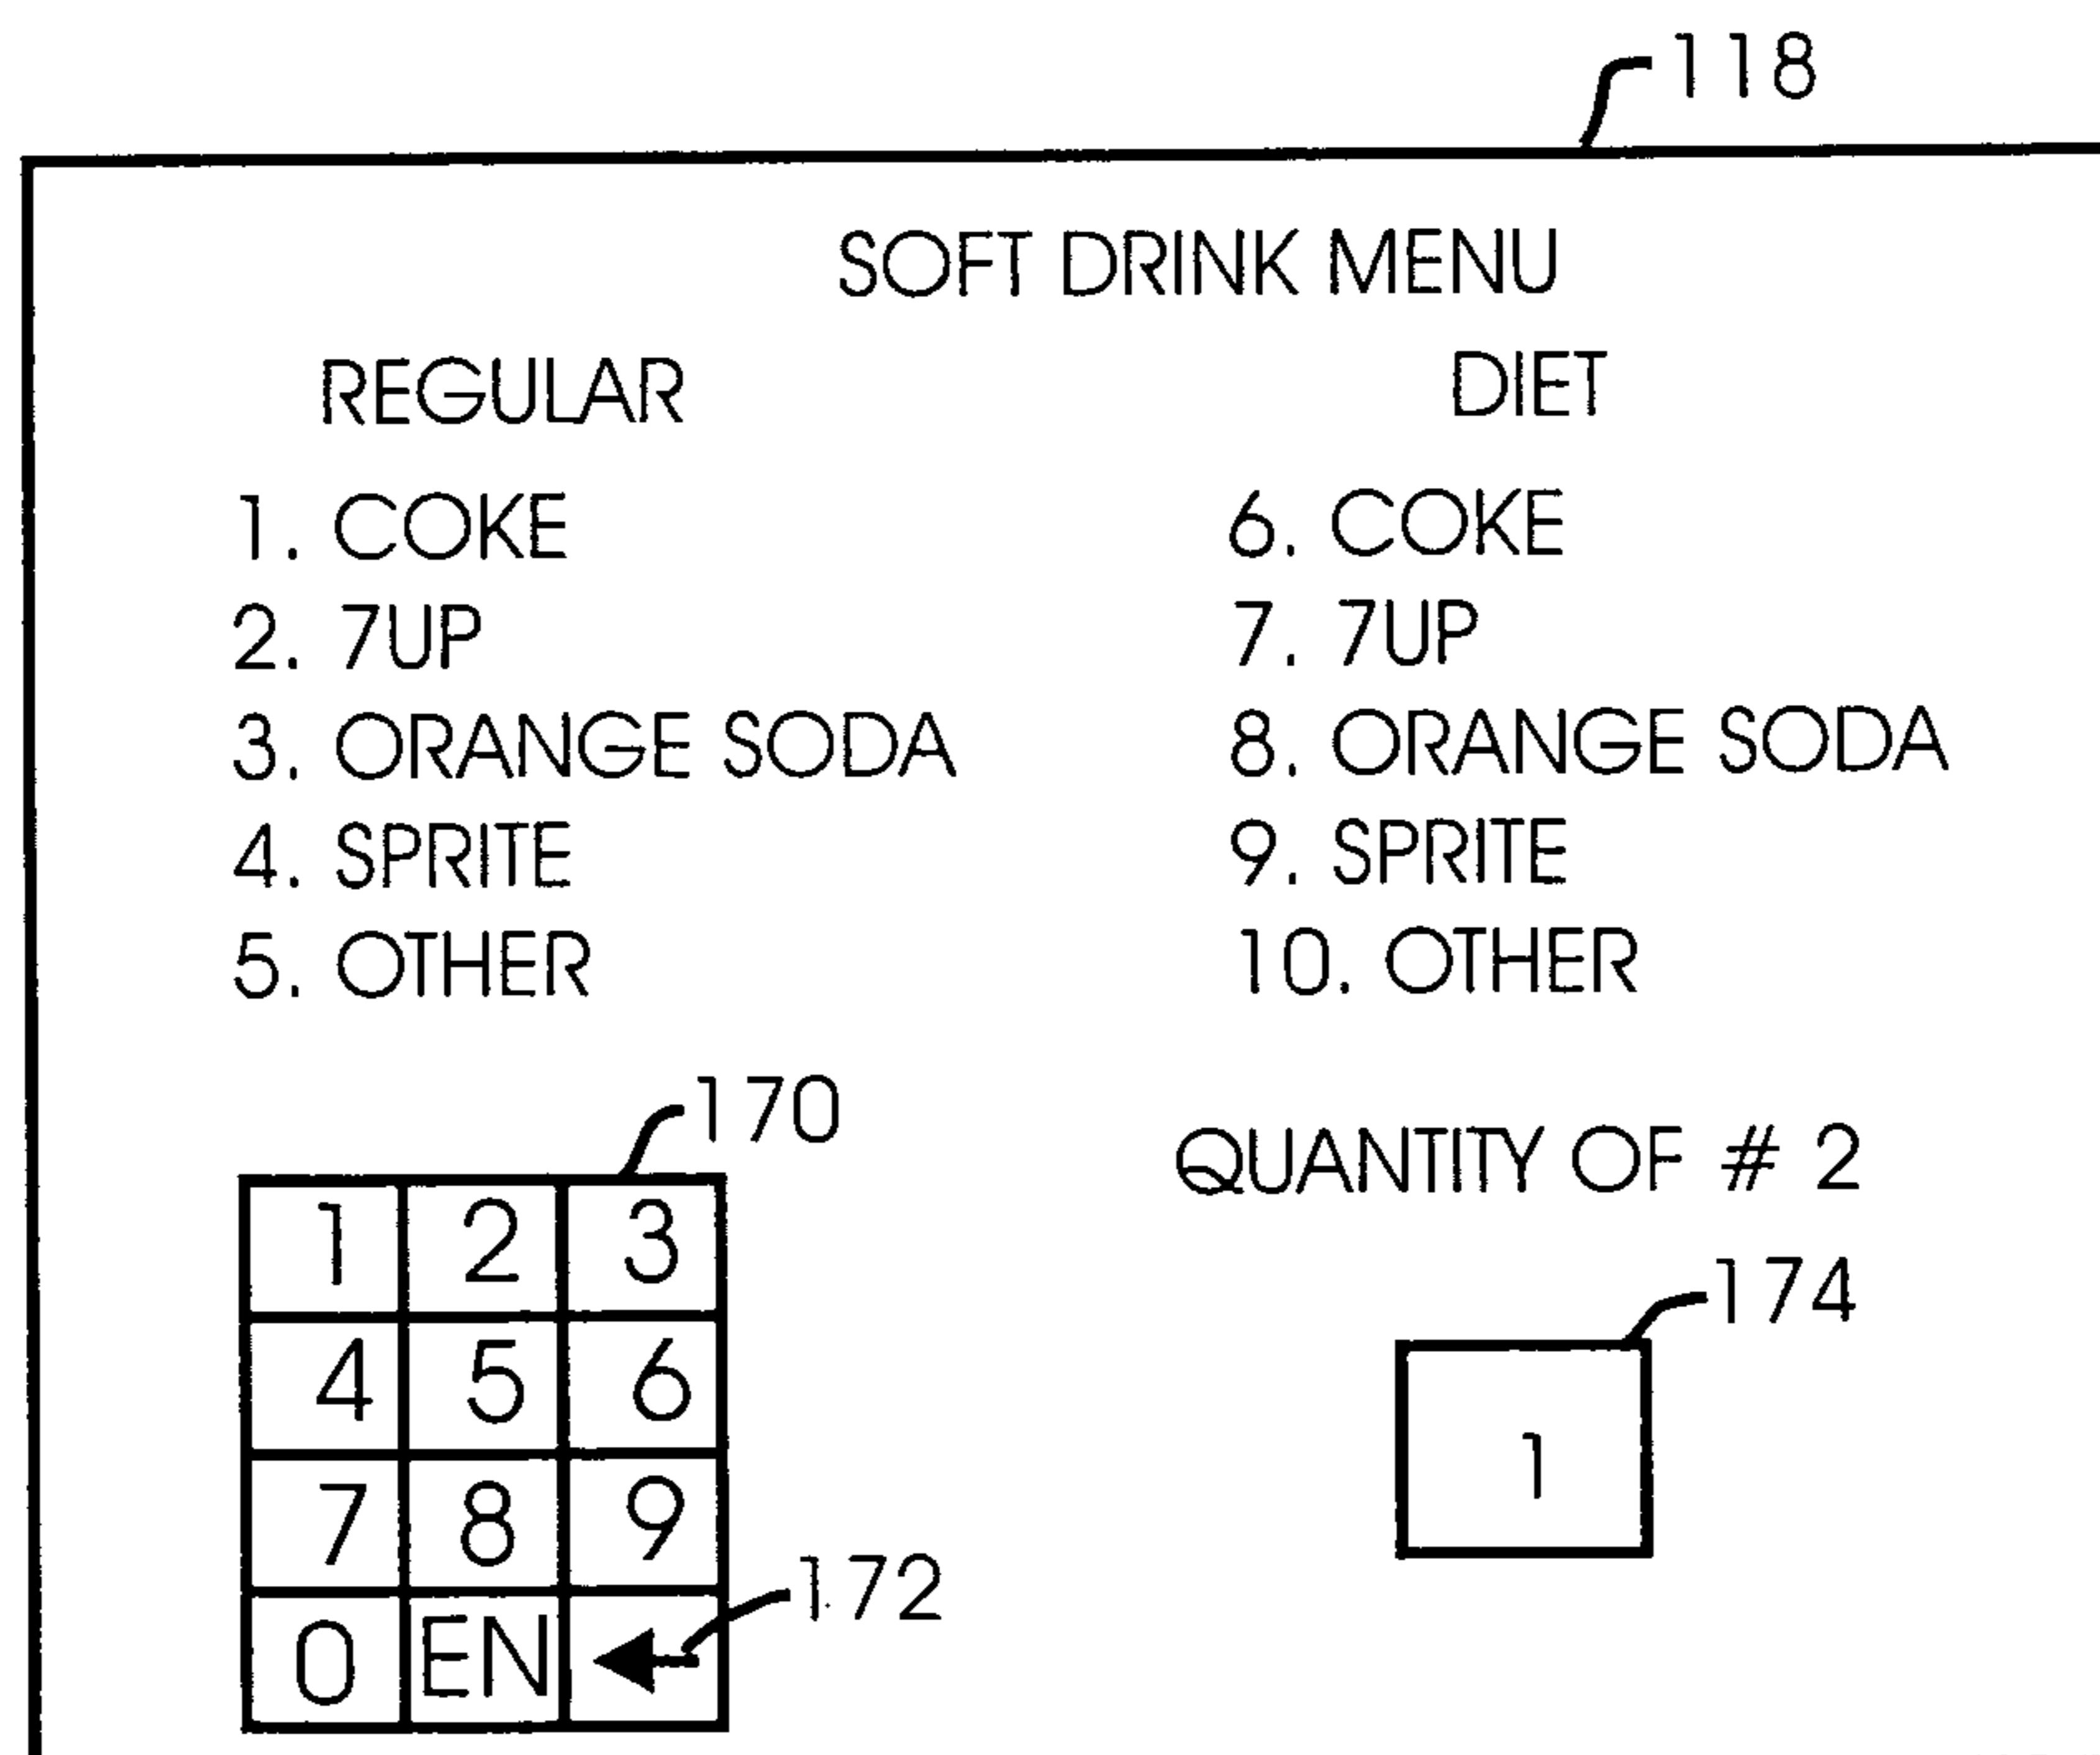 118
SOFT DRINK MENU
REGULAR DIET
1. COKE 6. COKE
2. 7UP 7. 7UP
3. ORANGE SODA 8. ORANGE SODA
4. SPRITE 9. SPRITE
5. OTHER 10. OTHER
170
QUANTITY OF # 2
1 2 3
174
4 5 6
1
7 8 9
172
0 EN